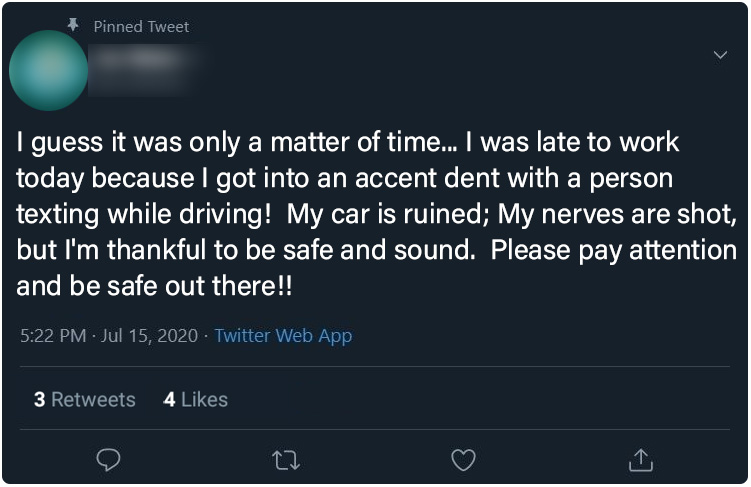 Pinned Tweet
I guess it was only a matter of time... I was late to work
today because I got into an accent dent with a person
texting while driving!  My car is ruined; My nerves are shot,
but I'm thankful to be safe and sound.  Please pay attention
and be safe out there!!
5:22 PM · Jul 15, 2020 · Twitter Web App
3 Retweets 4 Likes